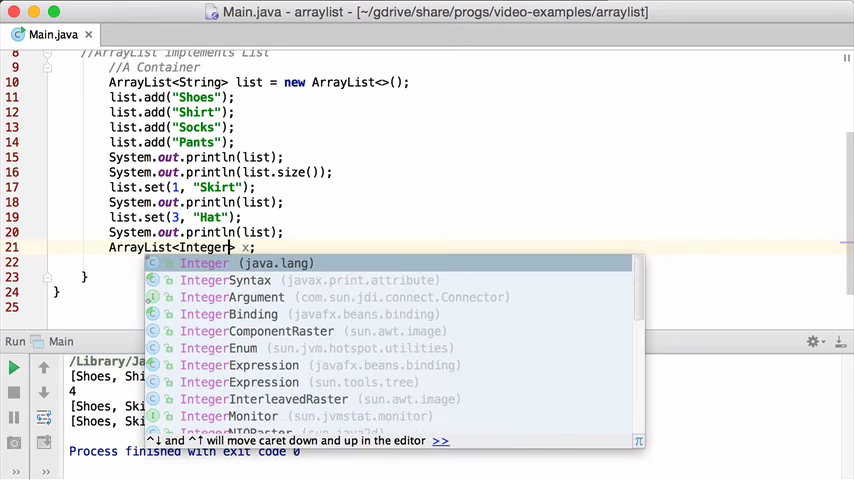 Main.java - arraylist - [~/gdrive/share/progs/video-examples/arraylist]
Main.java
8 //ArrayList implements List
9 //A Container
10 ArrayList<String> list = new ArrayList<>();
11 list.add("Shoes");
12 list.add("Shirt");
13 list.add("Socks");
14 list.add("Pants");
15 System.out.println(list);
16 System.out.println(list.size());
17 list.set(1, "Skirt");
18 System.out.println(list);
19 list.set(3, "Hat");
20 System.out.println(list);
21 ArrayList<Integer> x;
22
23 }
24 }
25
Integer (java.lang)
IntegerSyntax (javax.print.attribute)
IntegerArgument (com.sun.jdi.connect.Connector)
IntegerBinding (javafx.beans.binding)
IntegerComponentRaster (sun.awt.image)
IntegerEnum (sun.jvm.hotspot.utilities)
IntegerExpression (javafx.beans.binding)
IntegerExpression (sun.tools.tree)
IntegerInterleavedRaster (sun.awt.image)
IntegerMonitor (sun.jvmstat.monitor)
IntegerNIORaster (sun.java2d)
^↓ and ^↑ will move caret down and up in the editor >>
π
Run Main
/Library/Ja
[Shoes, Shi
4
[Shoes, Ski
[Shoes, Ski
Process finished with exit code 0